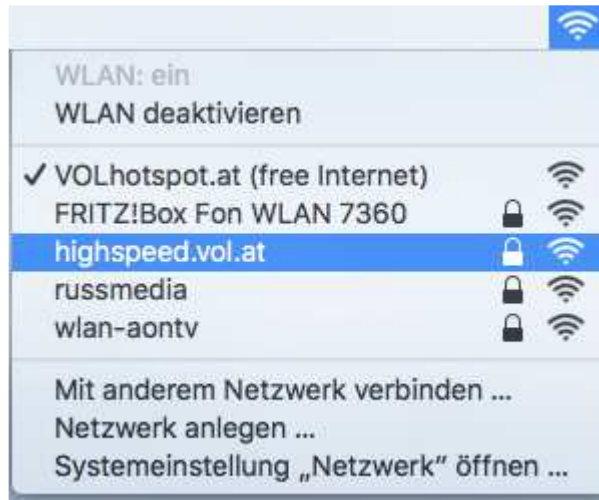 WLAN: ein
WLAN deaktivieren
✓ VOLhotspot.at (free Internet)
FRITZ!Box Fon WLAN 7360
highspeed.vol.at
russmedia
wlan-aontv
Mit anderem Netzwerk verbinden ...
Netzwerk anlegen ...
Systemeinstellung „Netzwerk“ öffnen ...